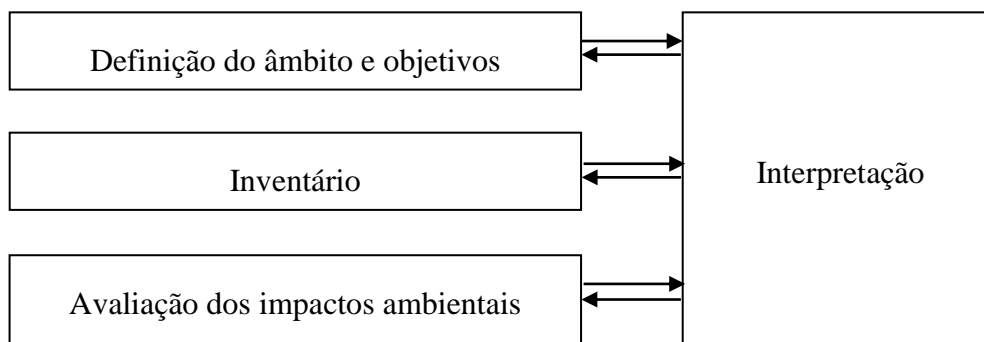 Definição do âmbito e objetivos
Inventário
Interpretação
Avaliação dos impactos ambientais